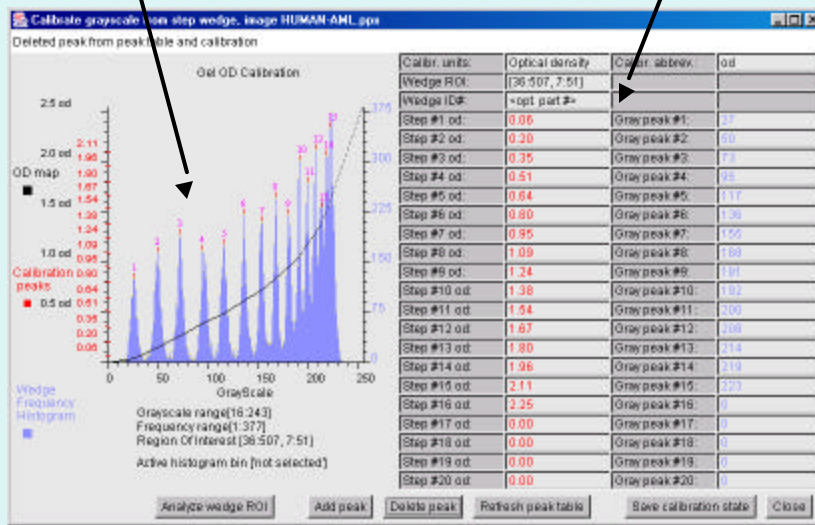 Calibrate grayscale from step wedge, image HUMAN-AML.ppx
Deleted peak from peak table and calibration
Gel OD Calibration
2.5 od
2.0 od
OD map
1.5 od
1.0 od
Calibration peaks
0.5 od
2.11
1.96
1.80
1.67
1.54
1.38
1.24
1.09
0.95
0.80
0.64
0.51
0.35
0.20
0.06
1 2 3 4 5 6 7 8 9 10 11 12
375
300
225
150
75
0
0 50 100 150 200 250
GrayScale
Wedge Frequency Histogram
Grayscale range[16:243]
Frequency range[1:377]
Region Of Interest [36:507, 7:51]
Active histogram bin ['not selected']
Calibr. units: Optical density Calibr. abbrev. od
Wedge ROI: [36:507, 7:51]
Wedge ID#: <opt part #>
Step #1 od: 0.06 Gray peak #1: 27
Step #2 od: 0.20 Gray peak #2: 50
Step #3 od: 0.35 Gray peak #3: 73
Step #4 od: 0.51 Gray peak #4: 95
Step #5 od: 0.64 Gray peak #5: 117
Step #6 od: 0.80 Gray peak #6: 136
Step #7 od: 0.95 Gray peak #7:
Step #8 od: 1.09 Gray peak #8:
Step #9 od: 1.24 Gray peak #9:
Step #10 od: 1.38 Gray peak #10: 192
Step #11 od: 1.54 Gray peak #11: 200
Step #12 od: 1.67 Gray peak #12: 208
Step #13 od: 1.80 Gray peak #13: 214
Step #14 od: 1.96 Gray peak #14: 219
Step #15 od: 2.11 Gray peak #15: 223
Step #16 od: 2.25 Gray peak #16: 0
Step #17 od: 0.00 Gray peak #17: 0
Step #18 od: 0.00 Gray peak #18: 0
Step #19 od: 0.00 Gray peak #19: 0
Step #20 od: 0.00 Gray peak #20: 0
Analyze wedge ROI Add peak Delete peak Refresh peak table Save calibration state Close